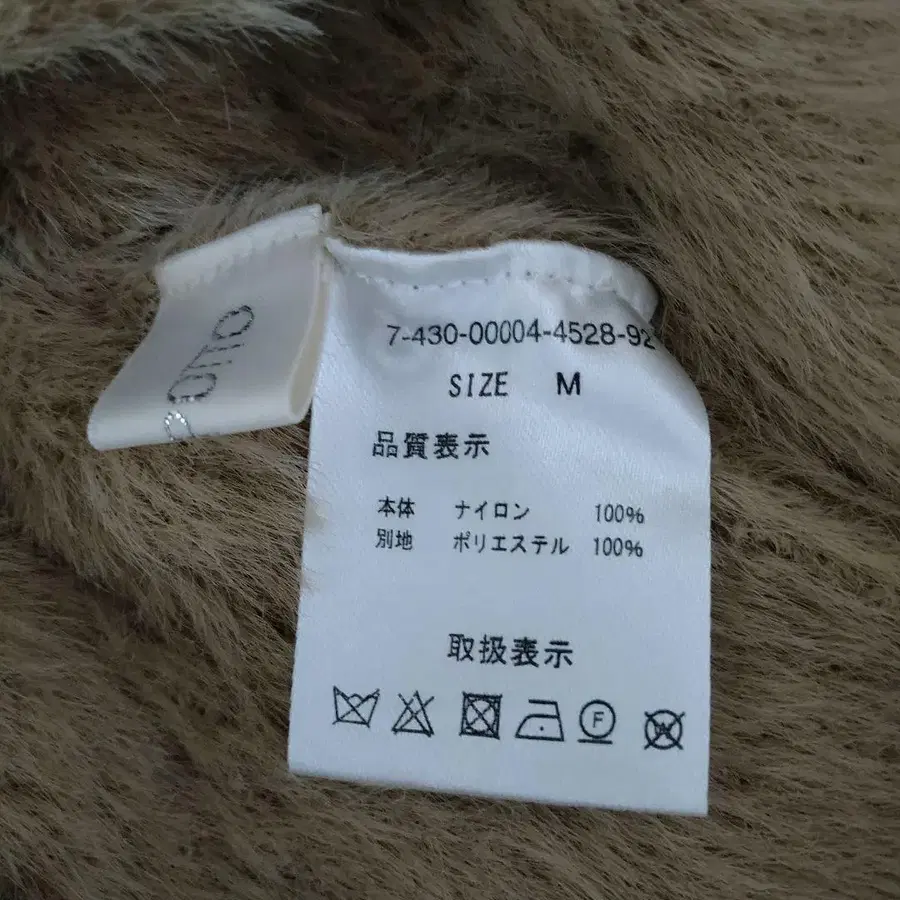 7-430-00004-4528-92
SIZE M
品質表示
本体 ナイロン 100%
別地 ポリエステル 100%
取扱表示
F
W